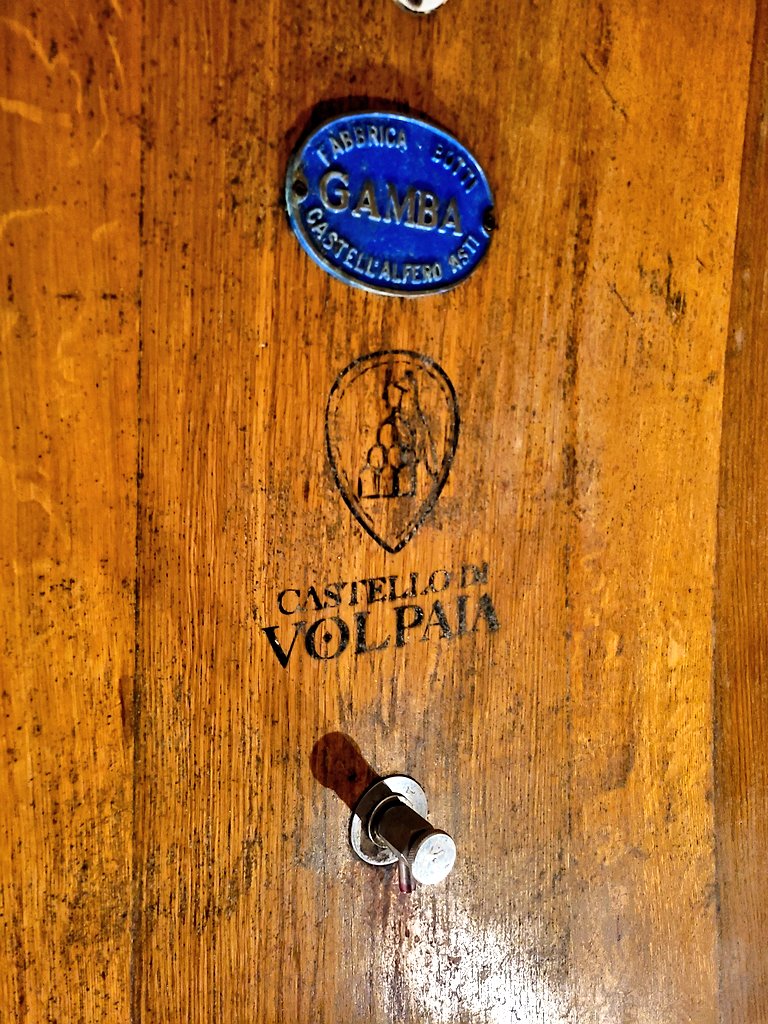 FABBRICA - BOTTI
GAMBA
CASTELL'ALFERO ASTI
CASTELLO DI
VOLPAIA